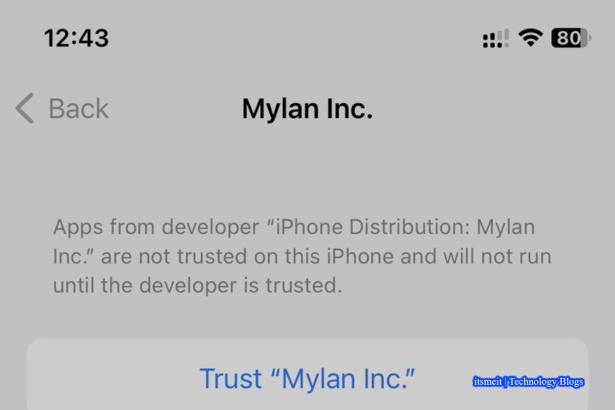 12:43
80
Back
Mylan Inc.
Apps from developer “iPhone Distribution: Mylan
Inc.” are not trusted on this iPhone and will not run
until the developer is trusted.
Trust “Mylan Inc.”
itsmeit | Technology Blogs